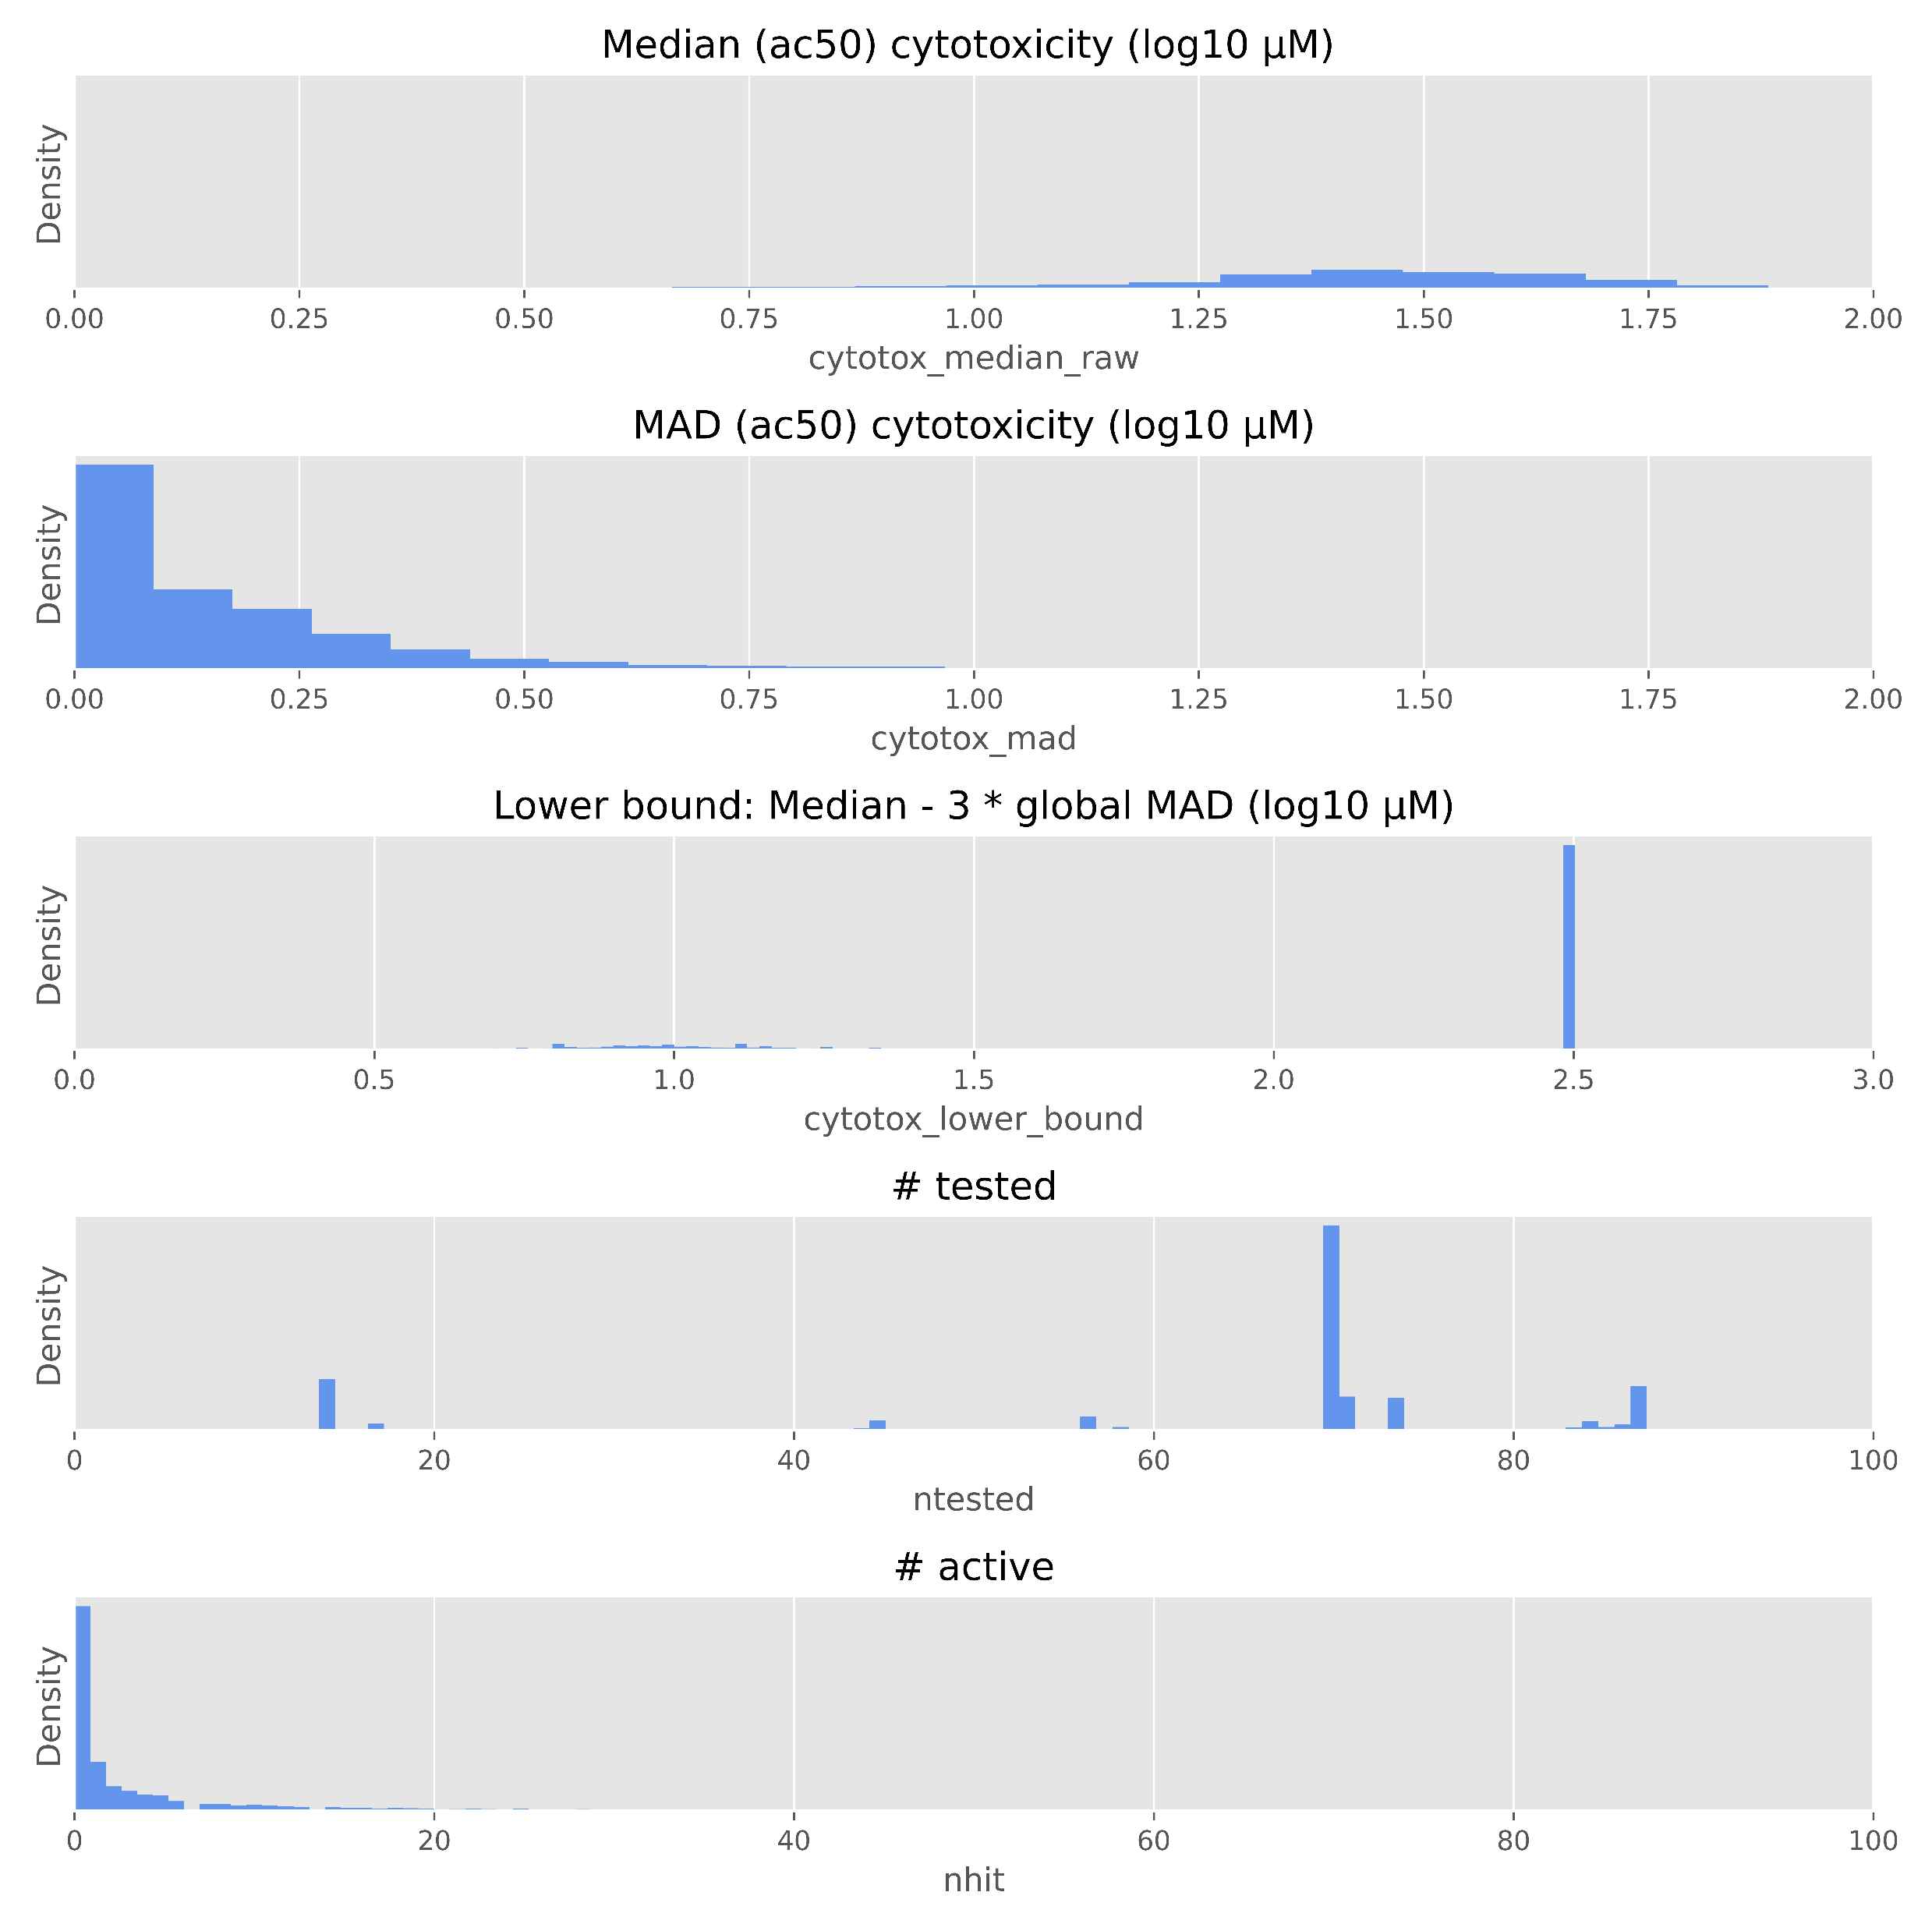 Median (ac50) cytotoxicity (log10 µM)
Density
0.00 0.25 0.50 0.75 1.00 1.25 1.50 1.75 2.00
cytotox_median_raw
MAD (ac50) cytotoxicity (log10 µM)
Density
0.00 0.25 0.50 0.75 1.00 1.25 1.50 1.75 2.00
cytotox_mad
Lower bound: Median - 3 * global MAD (log10 µM)
Density
0.0 0.5 1.0 1.5 2.0 2.5 3.0
cytotox_lower_bound
# tested
Density
0 20 40 60 80 100
ntested
# active
Density
0 20 40 60 80 100
nhit